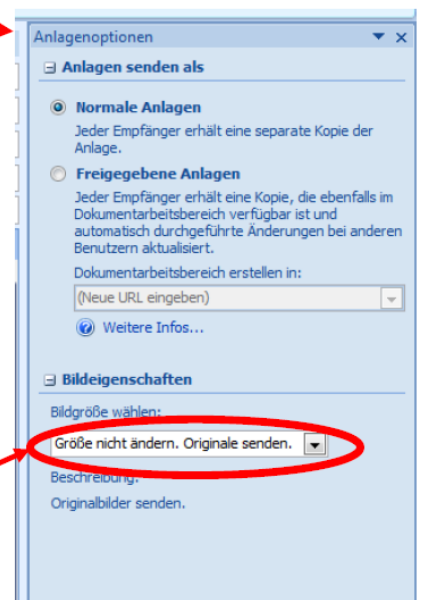 Anlagenoptionen
Anlagen senden als
Normale Anlagen
Jeder Empfänger erhält eine separate Kopie der
Anlage.
Freigegebene Anlagen
Jeder Empfänger erhält eine Kopie, die ebenfalls im
Dokumentarbeitsbereich verfügbar ist und
automatisch durchgeführte Änderungen bei anderen
Benutzern aktualisiert.
Dokumentarbeitsbereich erstellen in:
(Neue URL eingeben)
Weitere Infos...
Bildeigenschaften
Bildgröße wählen:
Größe nicht ändern. Originale senden.
Beschreibung:
Originalbilder senden.